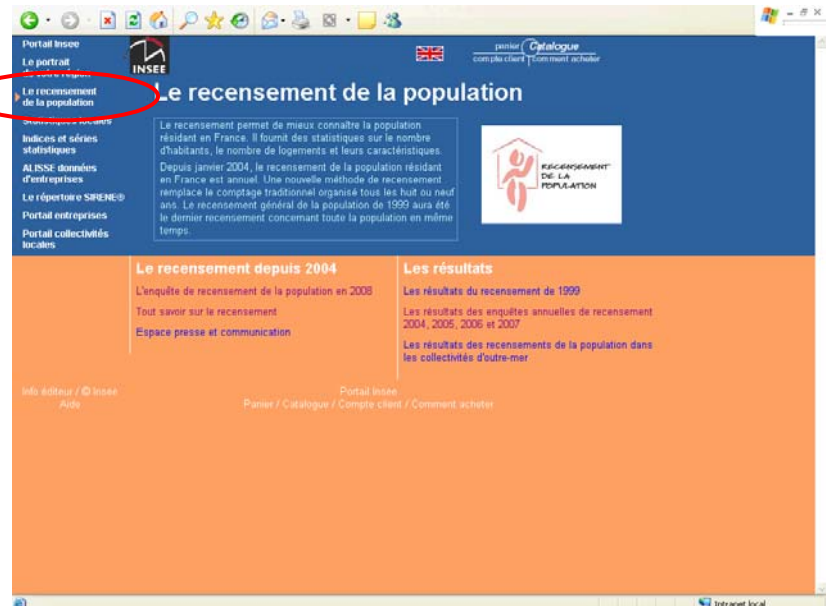 Portail Insee
Le portrait
de votre région
Le recensement
de la population
Statistiques locales
Indices et séries
statistiques
ALISSE données
d'entreprises
Le répertoire SIRENE®
Portail entreprises
Portail collectivités
locales
INSEE
panier Catalogue
compte client comment acheter
Le recensement de la population
Le recensement permet de mieux connaître la population
résidant en France. Il fournit des statistiques sur le nombre
d'habitants, le nombre de logements et leurs caractéristiques.
Depuis janvier 2004, le recensement de la population résidant
en France est annuel. Une nouvelle méthode de recensement
remplace le comptage traditionnel organisé tous les huit ou neuf
ans. Le recensement général de la population de 1999 aura été
le dernier recensement concernant toute la population en même
temps.
RECENSEMENT
DE LA
POPULATION
Le recensement depuis 2004
L'enquête de recensement de la population en 2008
Tout savoir sur le recensement
Espace presse et communication
Les résultats
Les résultats du recensement de 1999
Les résultats des enquêtes annuelles de recensement
2004, 2005, 2006 et 2007
Les résultats des recensements de la population dans
les collectivités d'outre-mer
Info éditeur / © Insee
Aide
Portail Insee
Panier / Catalogue / Compte client / Comment acheter
Intranet local